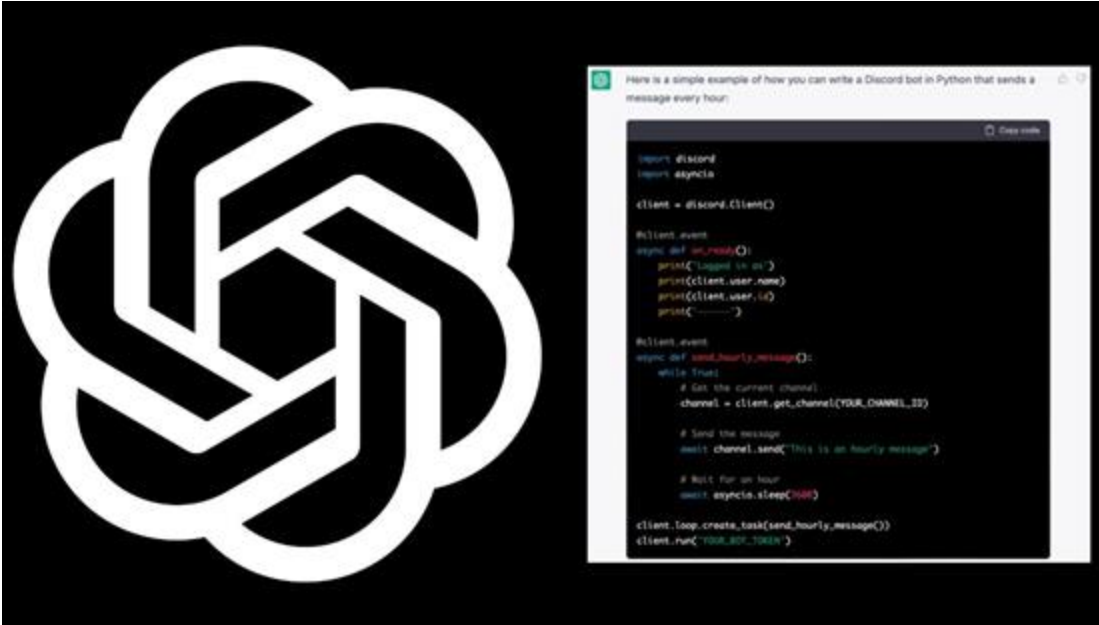 Here is a simple example of how you can write a Discord bot in Python that sends a
message every hour:
Copy code
import discord
import asyncio
client = discord.Client()
@client.event
async def on_ready():
print("Logged in as")
print(client.user.name)
print(client.user.id)
print("------")
@client.event
async def send_hourly_message():
while True:
# Get the current channel
channel = client.get_channel(YOUR_CHANNEL_ID)
# Send the message
await channel.send("This is an hourly message")
# Wait for an hour
await asyncio.sleep(3600)
client.loop.create_task(send_hourly_message())
client.run("YOUR_BOT_TOKEN")